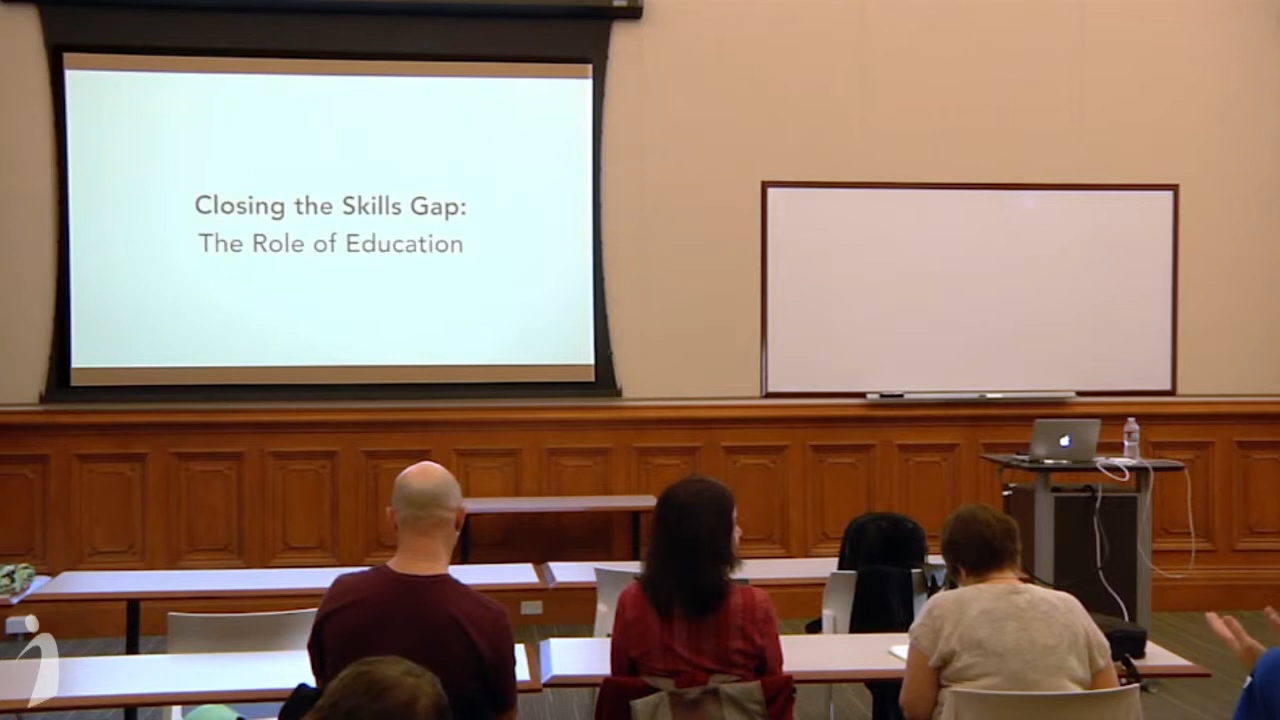 Closing the Skills Gap:
The Role of Education